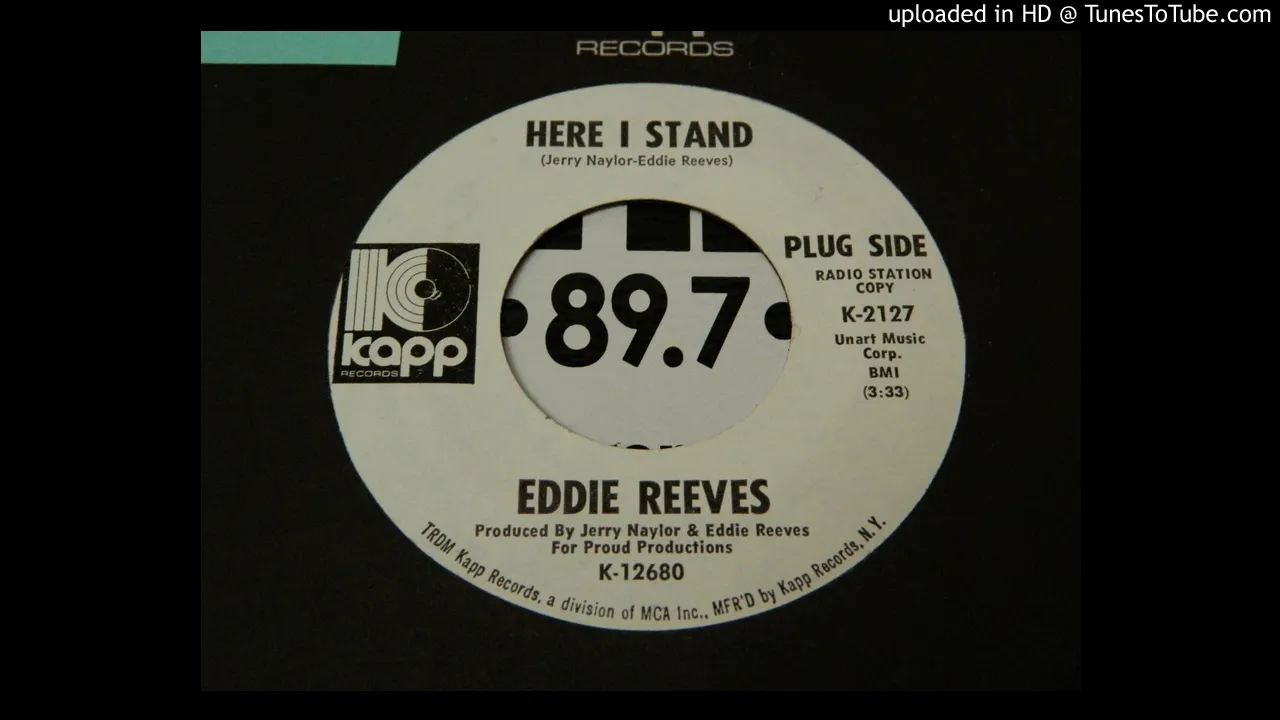 uploaded in HD @ TunesToTube.com
RECORDS
HERE I STAND
(Jerry Naylor-Eddie Reeves)
PLUG SIDE
RADIO STATION
COPY
K-2127
Unart Music
Corp.
BMI
(3:33)
kapp
RECORDS
89.7
EDDIE REEVES
Produced By Jerry Naylor & Eddie Reeves
For Proud Productions
K-12680
TRDM Kapp Records, a division of MCA Inc., MFR'D by Kapp Records, N.Y.